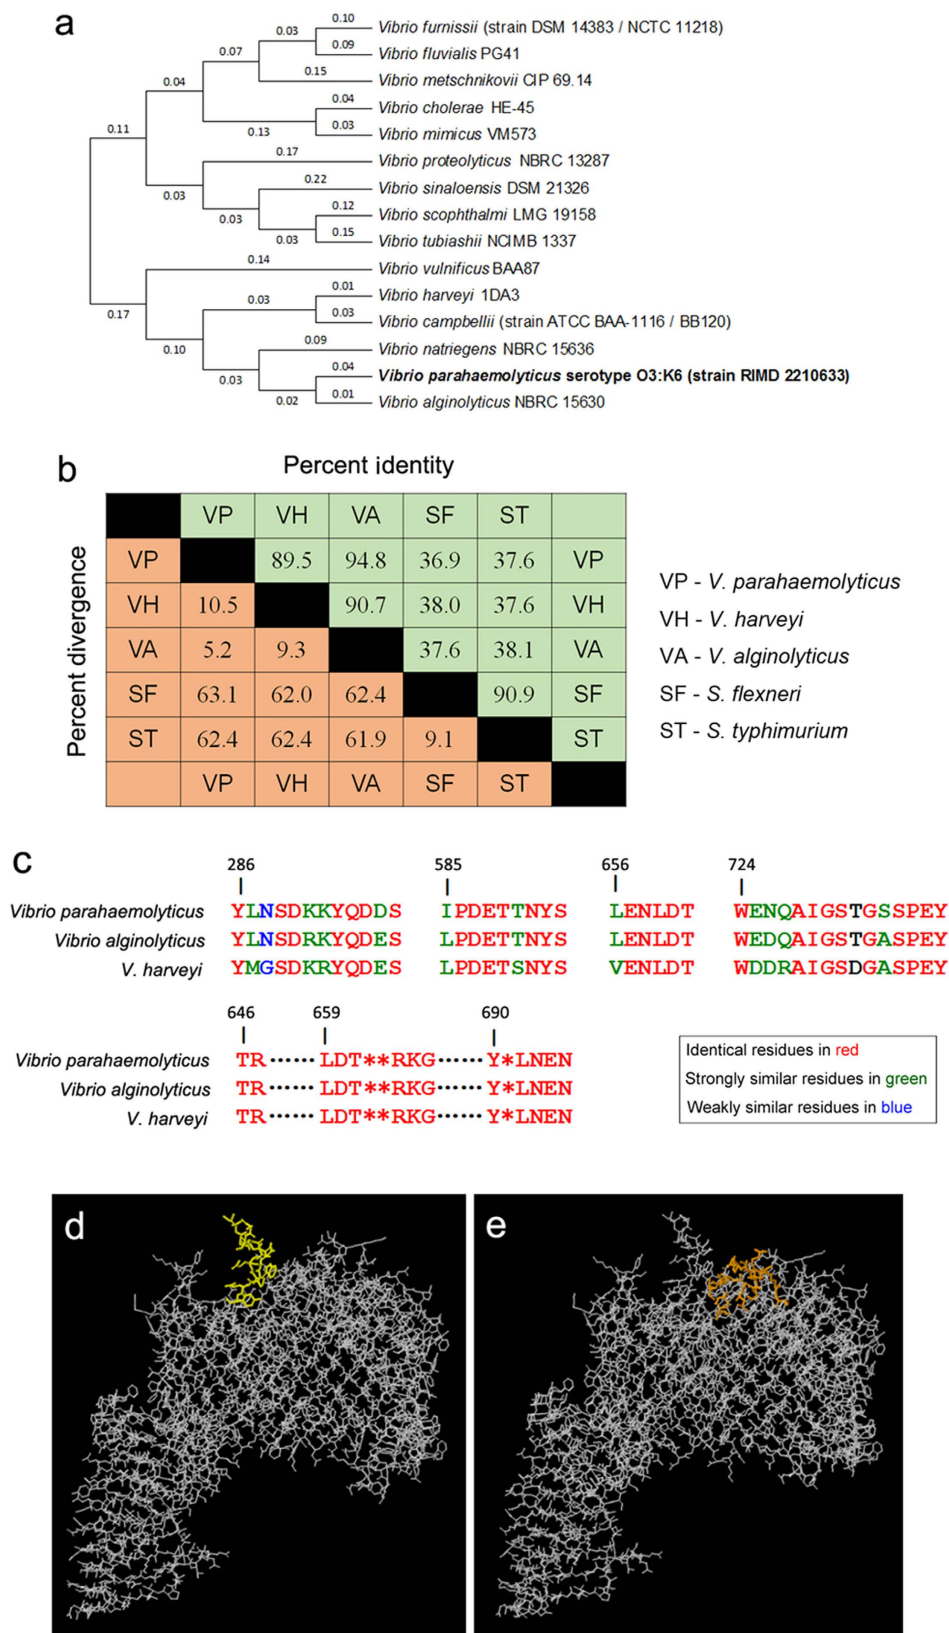 a
0.10
Vibrio furnissii (strain DSM 14383 / NCTC 11218)
0.03
0.09
Vibrio fluvialis PG41
0.07
0.15
Vibrio metschnikovii CIP 69.14
0.04
0.04
Vibrio cholerae HE-45
0.13
0.03
Vibrio mimicus VM573
0.11
0.17
Vibrio proteolyticus NBRC 13287
0.03
0.22
Vibrio sinaloensis DSM 21326
0.03
0.12
Vibrio scophthalmi LMG 19158
0.03
0.15
Vibrio tubiashii NCIMB 1337
0.14
Vibrio vulnificus BAA87
0.17
0.03
0.01
Vibrio harveyi 1DA3
0.03
Vibrio campbellii (strain ATCC BAA-1116 / BB120)
0.10
0.09
Vibrio natriegens NBRC 15636
0.03
0.04
Vibrio parahaemolyticus serotype O3:K6 (strain RIMD 2210633)
0.02
0.01
Vibrio alginolyticus NBRC 15630
b
Percent identity
Percent divergence
VP VH VA SF ST
VP 89.5 94.8 36.9 37.6 VP
VH 10.5 90.7 38.0 37.6 VH
VA 5.2 9.3 37.6 38.1 VA
SF 63.1 62.0 62.4 90.9 SF
ST 62.4 62.4 61.9 9.1 ST
VP VH VA SF ST
VP - V. parahaemolyticus
VH - V. harveyi
VA - V. alginolyticus
SF - S. flexneri
ST - S. typhimurium
c
286 585 656 724
Vibrio parahaemolyticus YLNSDKKYQDDS IPDETTNYS LENLDT WENQAIGSTGSSPEY
Vibrio alginolyticus YLNSDRKYQDES LPDETTNYS LENLDT WEDQAIGSTGASPEY
V. harveyi YMGSDKRYQDES LPDETSNYS VENLDT WDDRAIGSDGASPEY
646 659 690
Vibrio parahaemolyticus TR······LDT**RKG······Y*LNEN
Vibrio alginolyticus TR······LDT**RKG······Y*LNEN
V. harveyi TR······LDT**RKG······Y*LNEN
Identical residues in red
Strongly similar residues in green
Weakly similar residues in blue
d
e